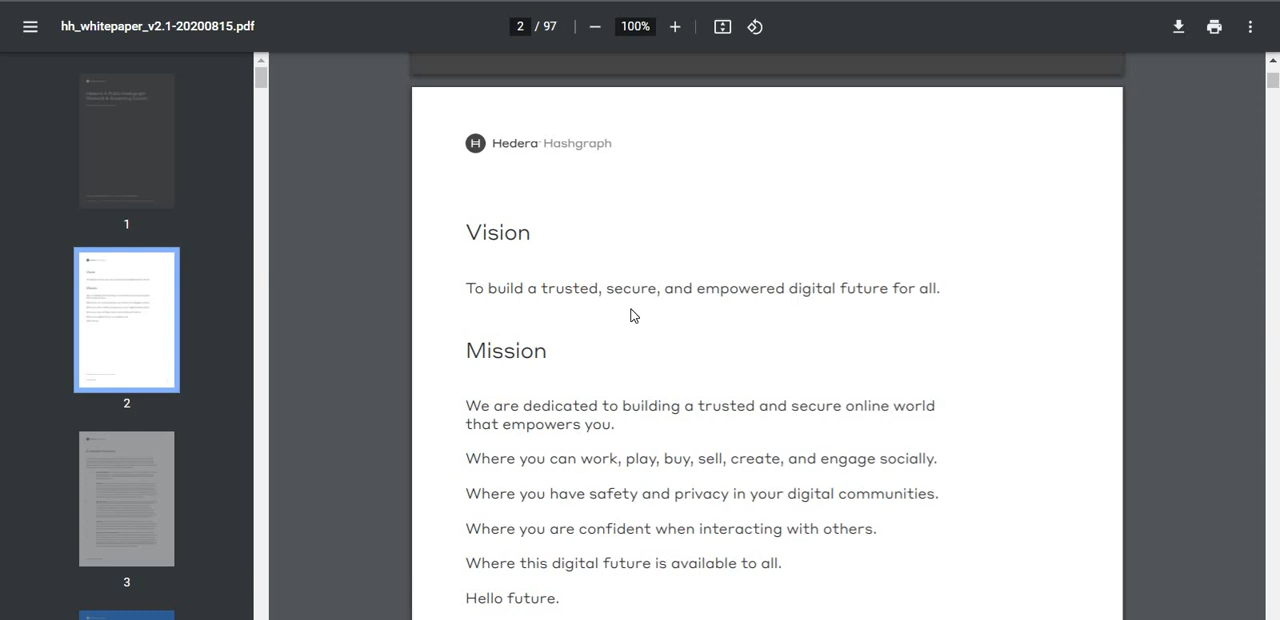 hh_whitepaper_v2.1-20200815.pdf
2 / 97
100%
1
2
3
Hedera Hashgraph
Vision
To build a trusted, secure, and empowered digital future for all.
Mission
We are dedicated to building a trusted and secure online world
that empowers you.
Where you can work, play, buy, sell, create, and engage socially.
Where you have safety and privacy in your digital communities.
Where you are confident when interacting with others.
Where this digital future is available to all.
Hello future.